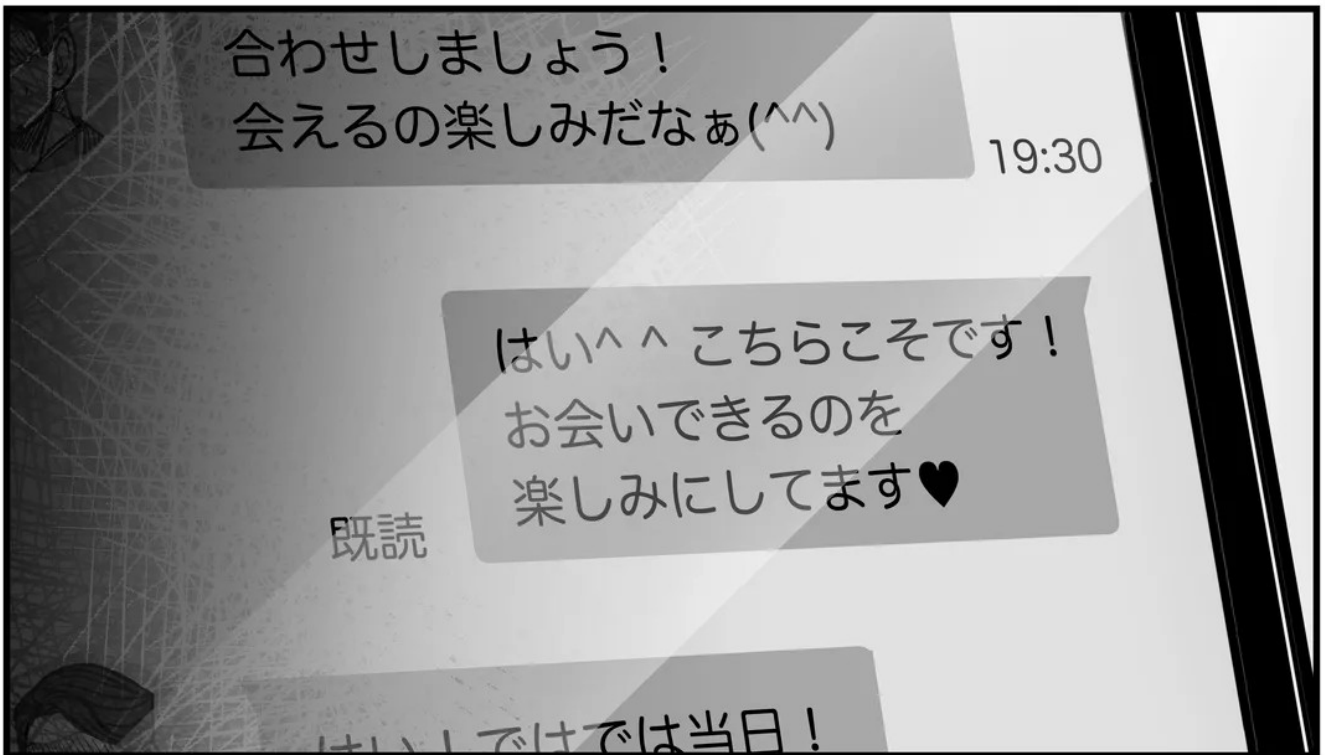 合わせしましょう！
会えるの楽しみだなぁ(^^)
19:30
はい^ ^ こちらこそです！
お会いできるのを
楽しみにしてます♥
既読
はい！ではでは当日！